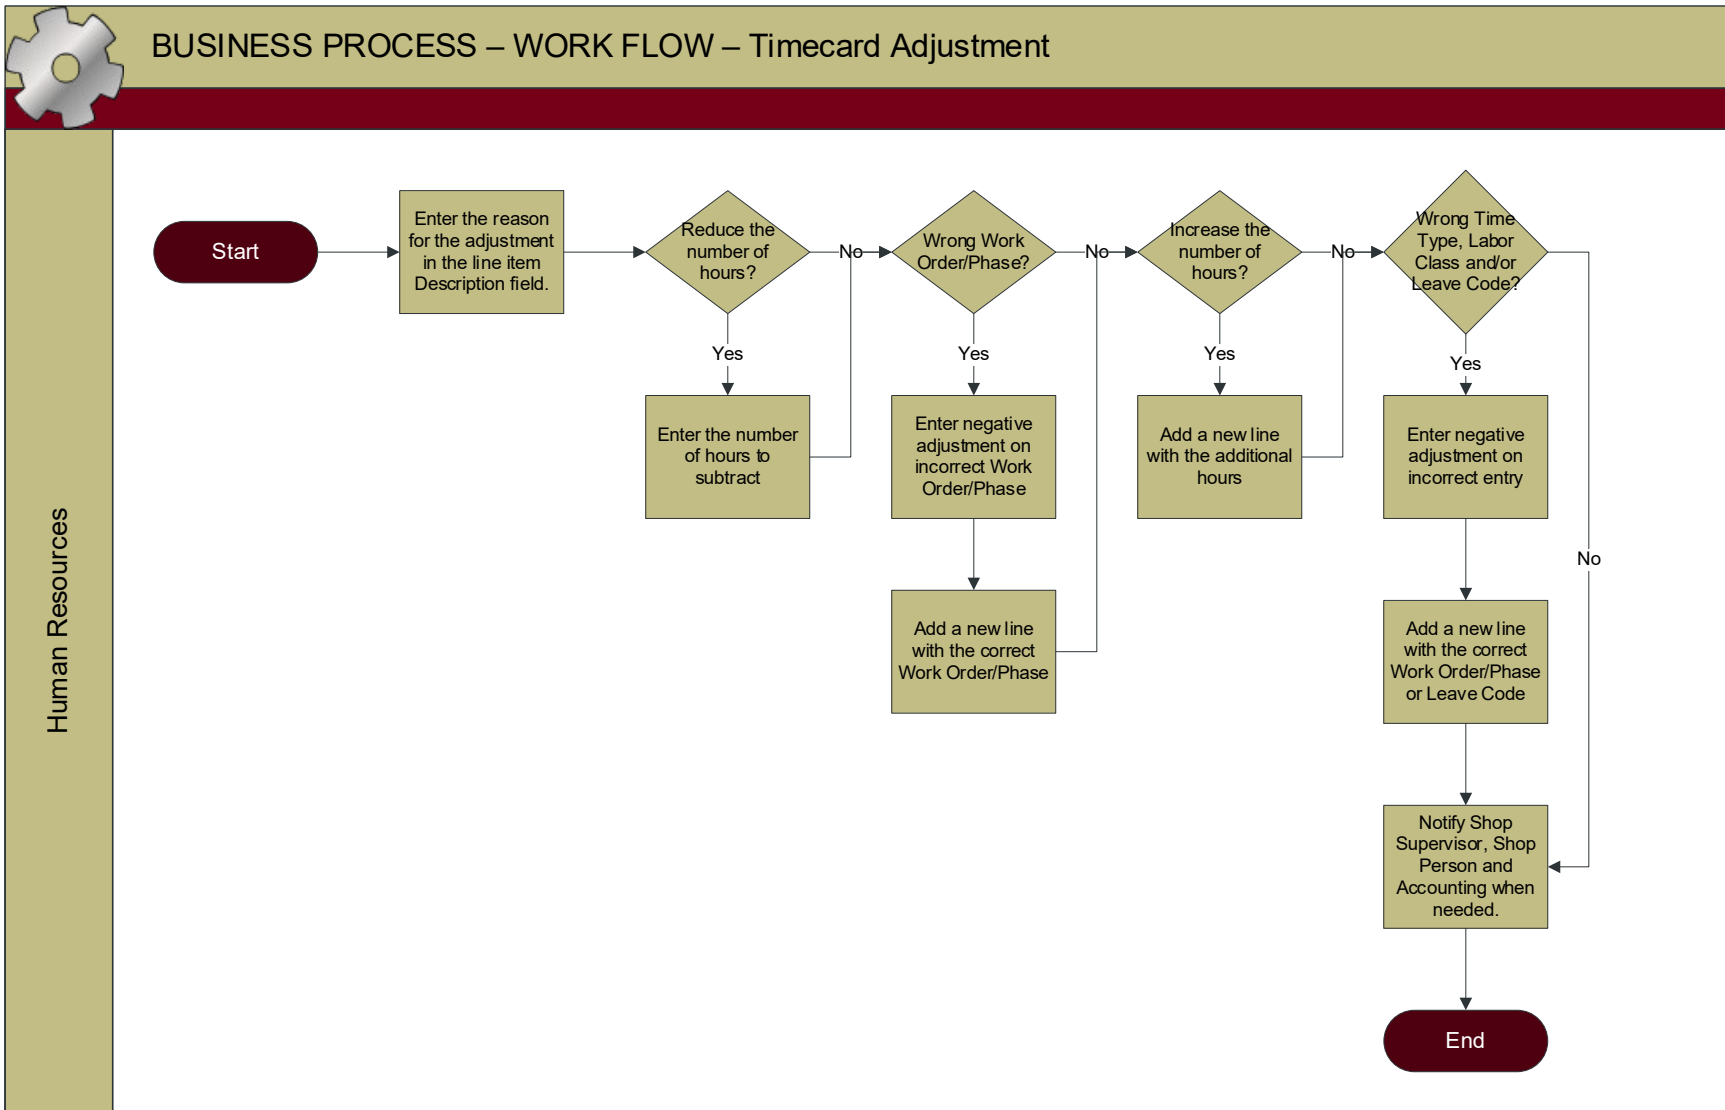 BUSINESS PROCESS – WORK FLOW – Timecard Adjustment
Human Resources
Start
Enter the reason
for the adjustment
in the line item
Description field.
Reduce the
number of
hours?
No
Yes
Enter the number
of hours to
subtract
Wrong Work
Order/Phase?
No
Yes
Enter negative
adjustment on
incorrect Work
Order/Phase
Add a new line
with the correct
Work Order/Phase
Increase the
number of
hours?
No
Yes
Add a new line
with the additional
hours
Wrong Time
Type, Labor
Class and/or
Leave Code?
Yes
No
Enter negative
adjustment on
incorrect entry
Add a new line
with the correct
Work Order/Phase
or Leave Code
Notify Shop
Supervisor, Shop
Person and
Accounting when
needed.
End